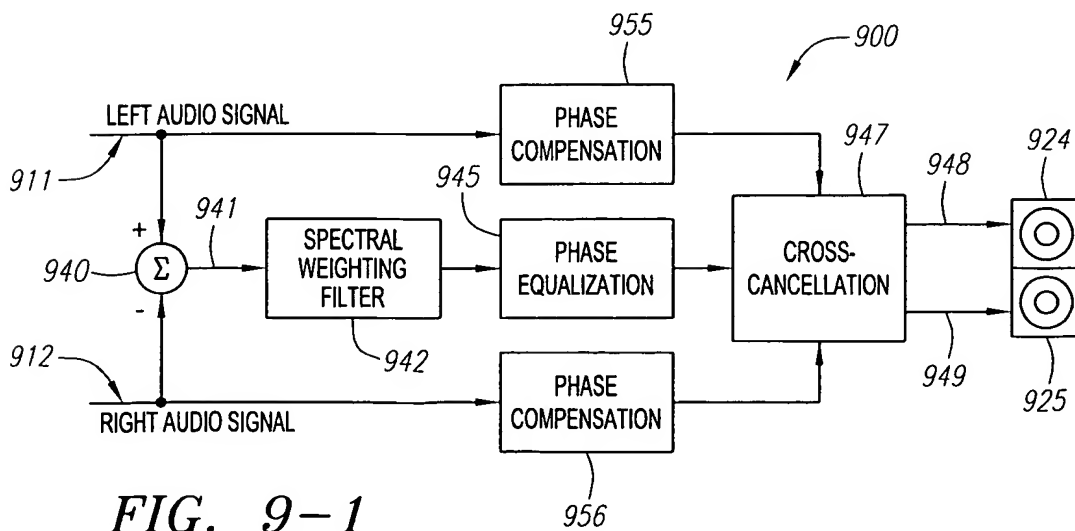 955
900
LEFT AUDIO SIGNAL
PHASE
COMPENSATION
947
948
924
911
941
945
+
940
Σ
SPECTRAL
WEIGHTING
FILTER
PHASE
EQUALIZATION
CROSS-
CANCELLATION
-
912
942
949
925
RIGHT AUDIO SIGNAL
PHASE
COMPENSATION
956
FIG. 9-1